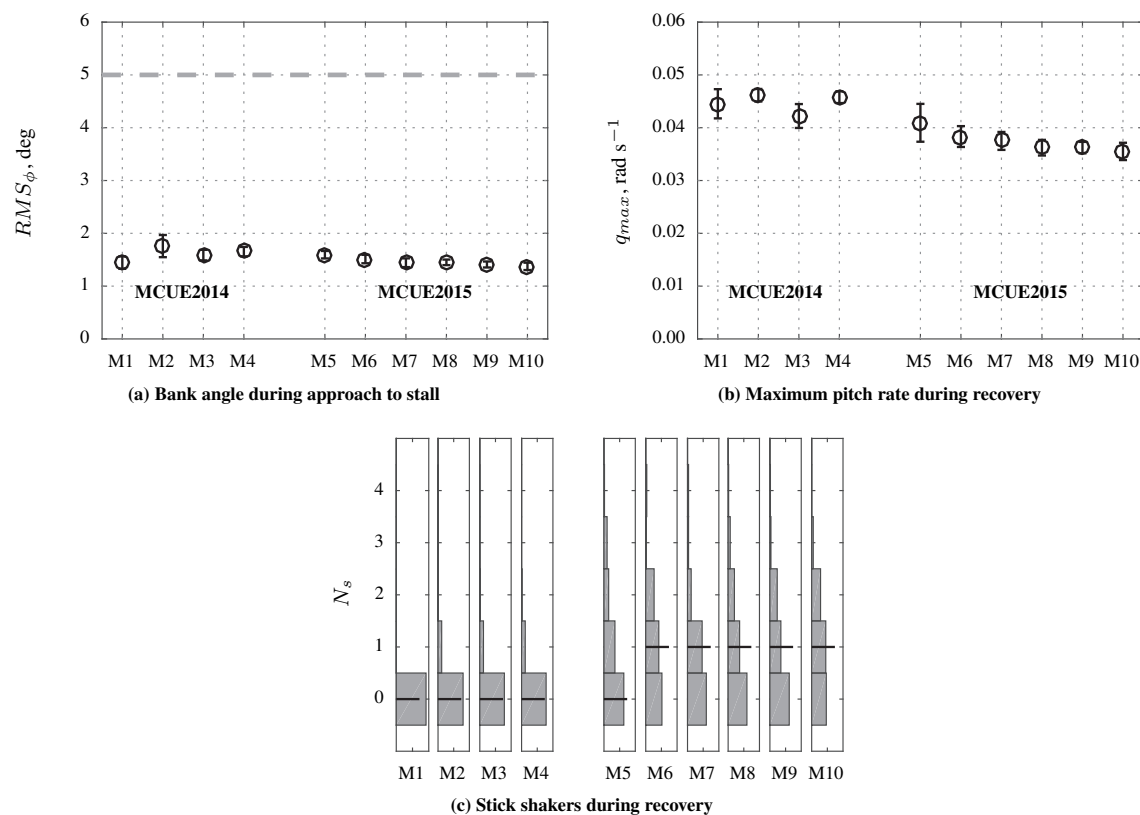 6
5
4
3
2
1
0
RMS_ϕ, deg
MCUE2014 MCUE2015
M1 M2 M3 M4 M5 M6 M7 M8 M9 M10
(a) Bank angle during approach to stall
0.06
0.05
0.04
0.03
0.02
0.01
0.00
q_max, rad s⁻¹
MCUE2014 MCUE2015
M1 M2 M3 M4 M5 M6 M7 M8 M9 M10
(b) Maximum pitch rate during recovery
4
3
2
1
0
N_s
M1 M2 M3 M4 M5 M6 M7 M8 M9 M10
(c) Stick shakers during recovery